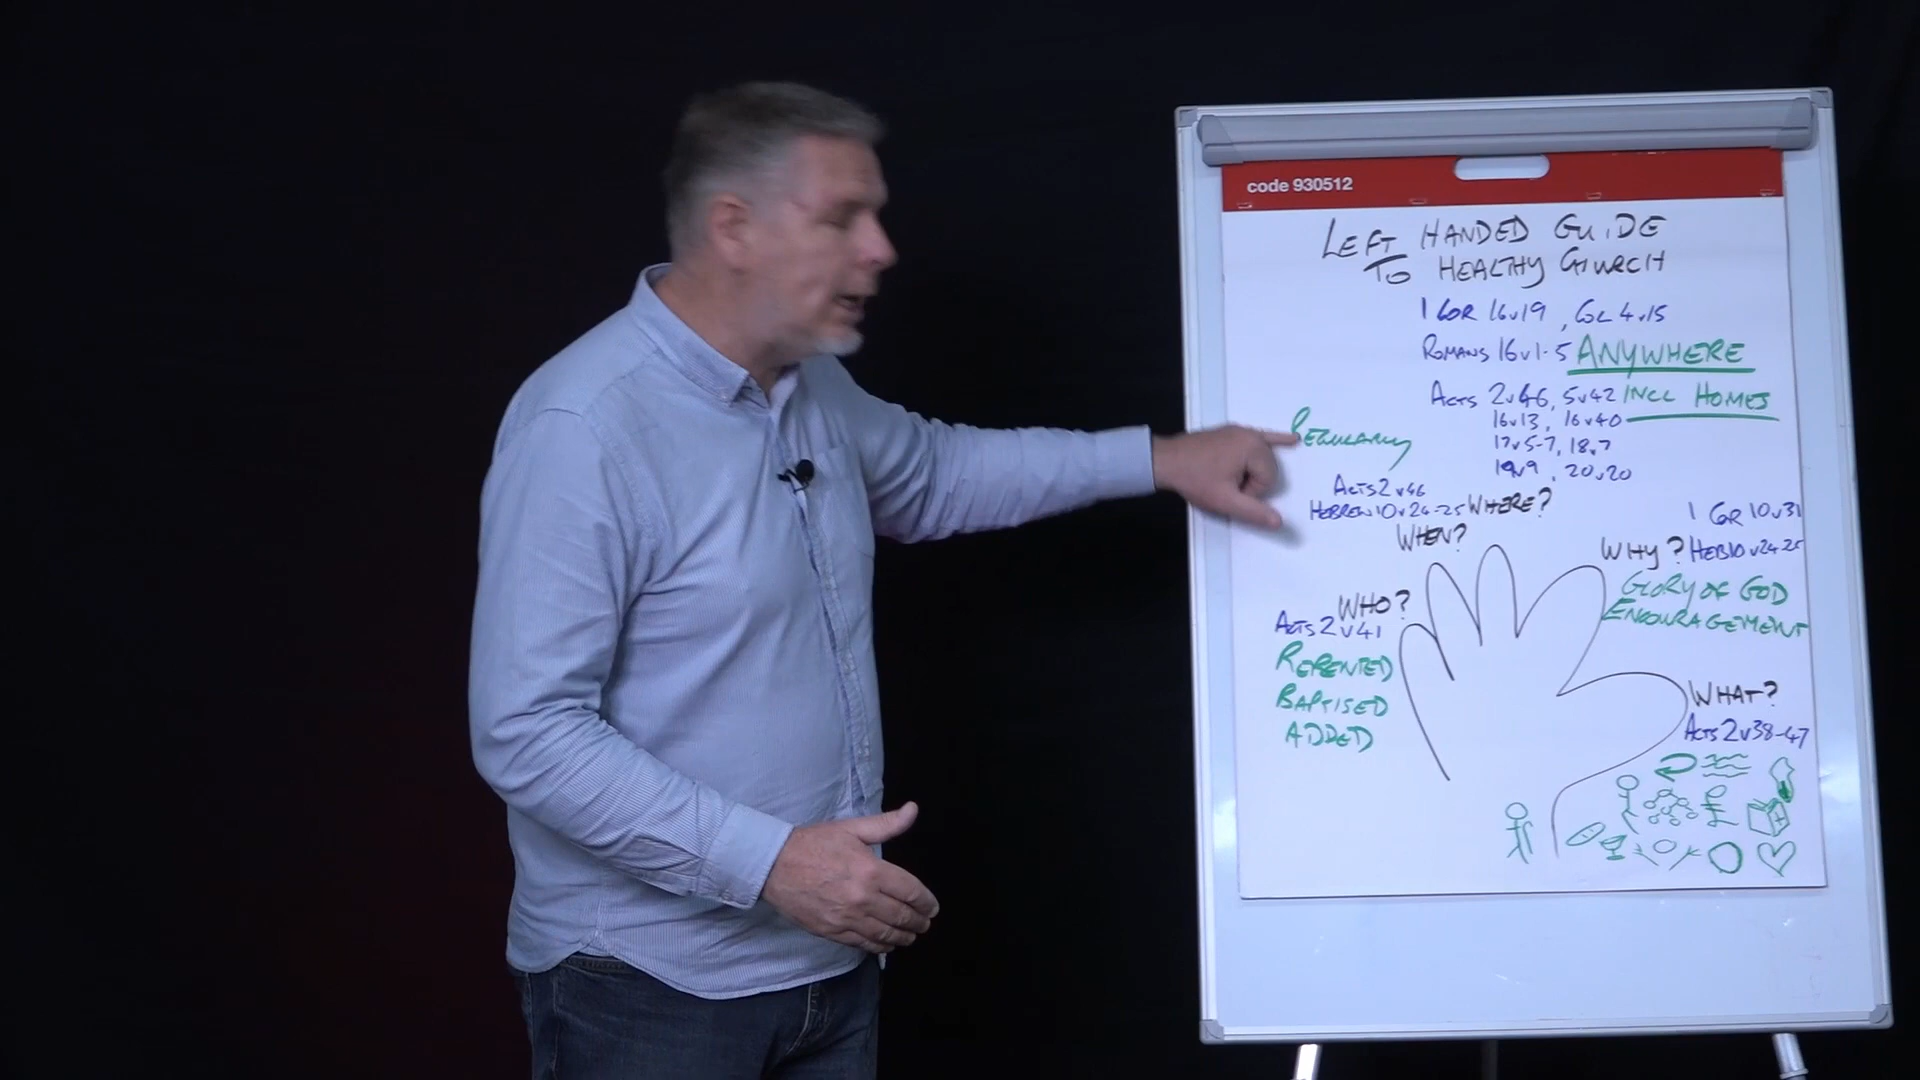 code 930512
LEFT HANDED GUIDE
TO HEALTHY CHURCH
1 COR 16v19, COL 4v15
ROMANS 16v1-5 ANYWHERE
ACTS 2v46, 5v42 INCL HOMES
16v13, 16v40
17v5-7, 18v7
19v9, 20v20
REGULARLY
ACTS 2v46
HEBREW 10v24-25 WHERE?
WHEN?
1 COR 10v31
WHY? HEB10v24-25
GLORY OF GOD
ENCOURAGEMENT
WHO?
ACTS 2v41
REPENTED
BAPTISED
ADDED
WHAT?
ACTS 2v38-47